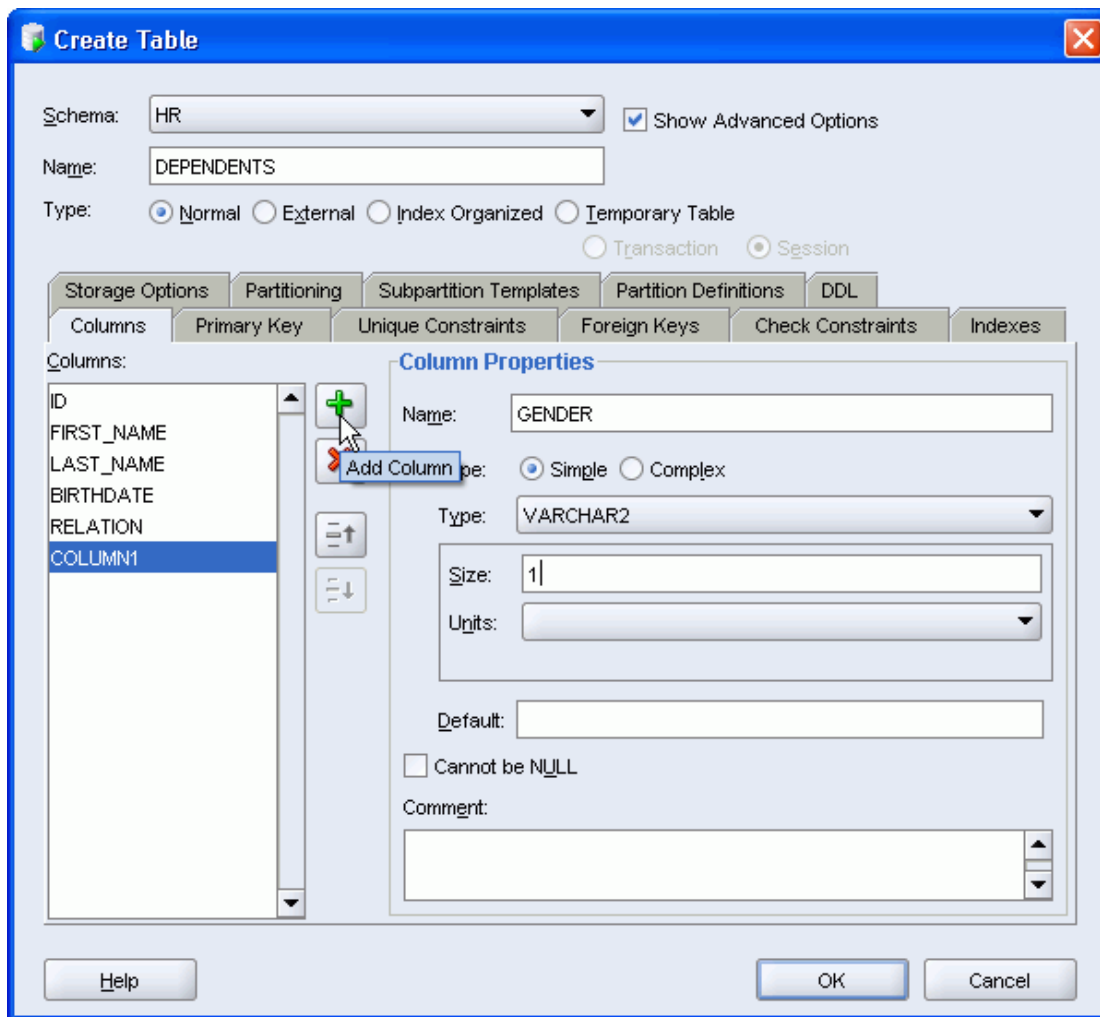 Create Table
Schema: HR Show Advanced Options
Name: DEPENDENTS
Type: Normal External Index Organized Temporary Table
Transaction Session
Storage Options Partitioning Subpartition Templates Partition Definitions DDL
Columns Primary Key Unique Constraints Foreign Keys Check Constraints Indexes
Columns:
ID
FIRST_NAME
LAST_NAME
BIRTHDATE
RELATION
COLUMN1
Add Column
Column Properties
Name: GENDER
Simple Complex
Type: VARCHAR2
Size: 1
Units:
Default:
Cannot be NULL
Comment:
Help OK Cancel